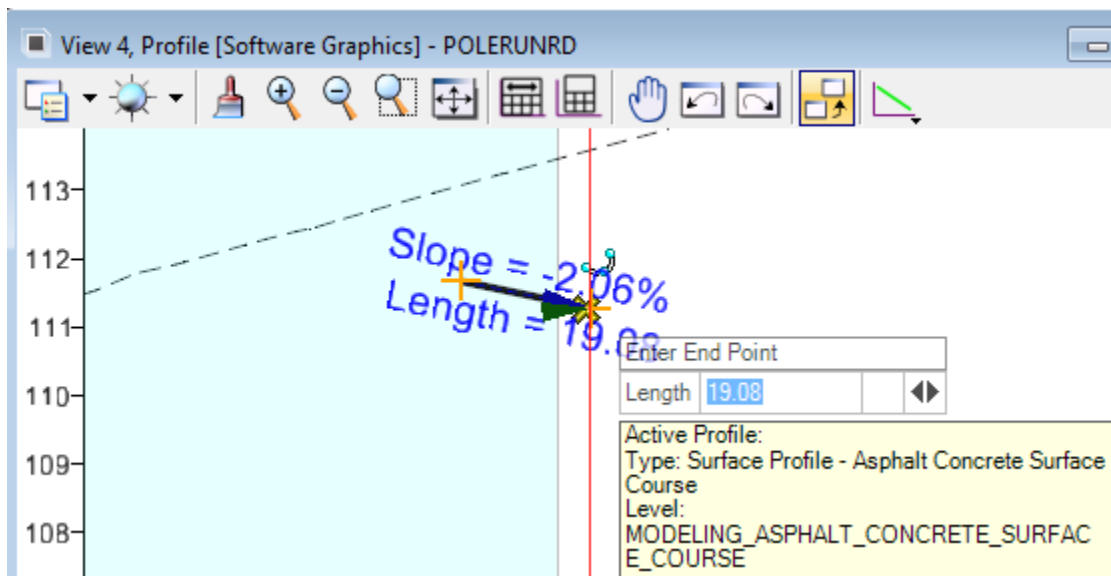 View 4, Profile [Software Graphics] - POLERUNRD
113
112
111
110
109
108
Slope = -2.06%
Length = 19.08
Enter End Point
Length 19.08
Active Profile:
Type: Surface Profile - Asphalt Concrete Surface
Course
Level:
MODELING_ASPHALT_CONCRETE_SURFAC
E_COURSE